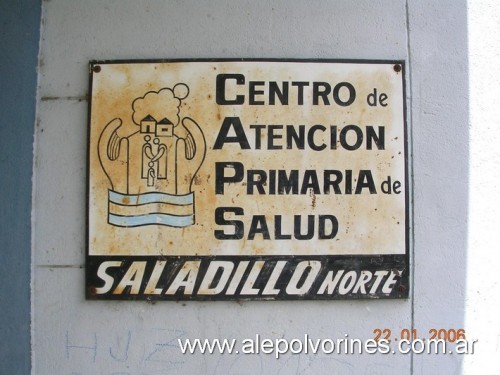 CENTRO de
ATENCION
PRIMARIA de
SALUD
SALADILLO NORTE
22.01.2006
www.alepolvorines.com.ar